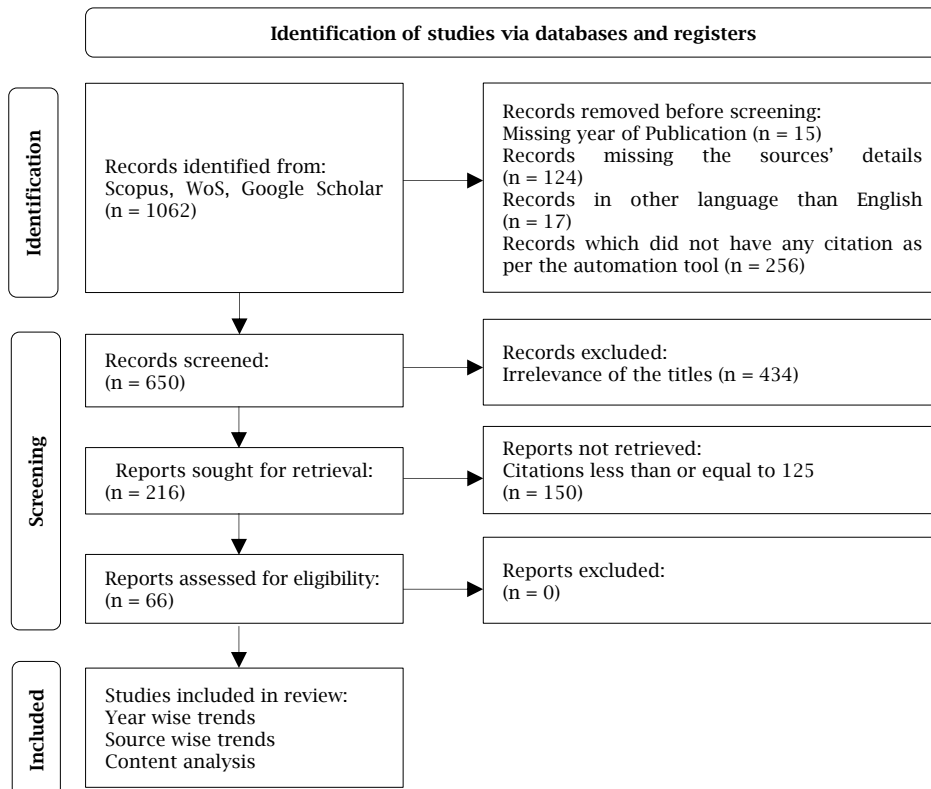 Identification of studies via databases and registers
Identification
Records identified from:
Scopus, WoS, Google Scholar
(n = 1062)
Records removed before screening:
Missing year of Publication (n = 15)
Records missing the sources' details
(n = 124)
Records in other language than English
(n = 17)
Records which did not have any citation as
per the automation tool (n = 256)
Screening
Records screened:
(n = 650)
Records excluded:
Irrelevance of the titles (n = 434)
Reports sought for retrieval:
(n = 216)
Reports not retrieved:
Citations less than or equal to 125
(n = 150)
Reports assessed for eligibility:
(n = 66)
Reports excluded:
(n = 0)
Included
Studies included in review:
Year wise trends
Source wise trends
Content analysis